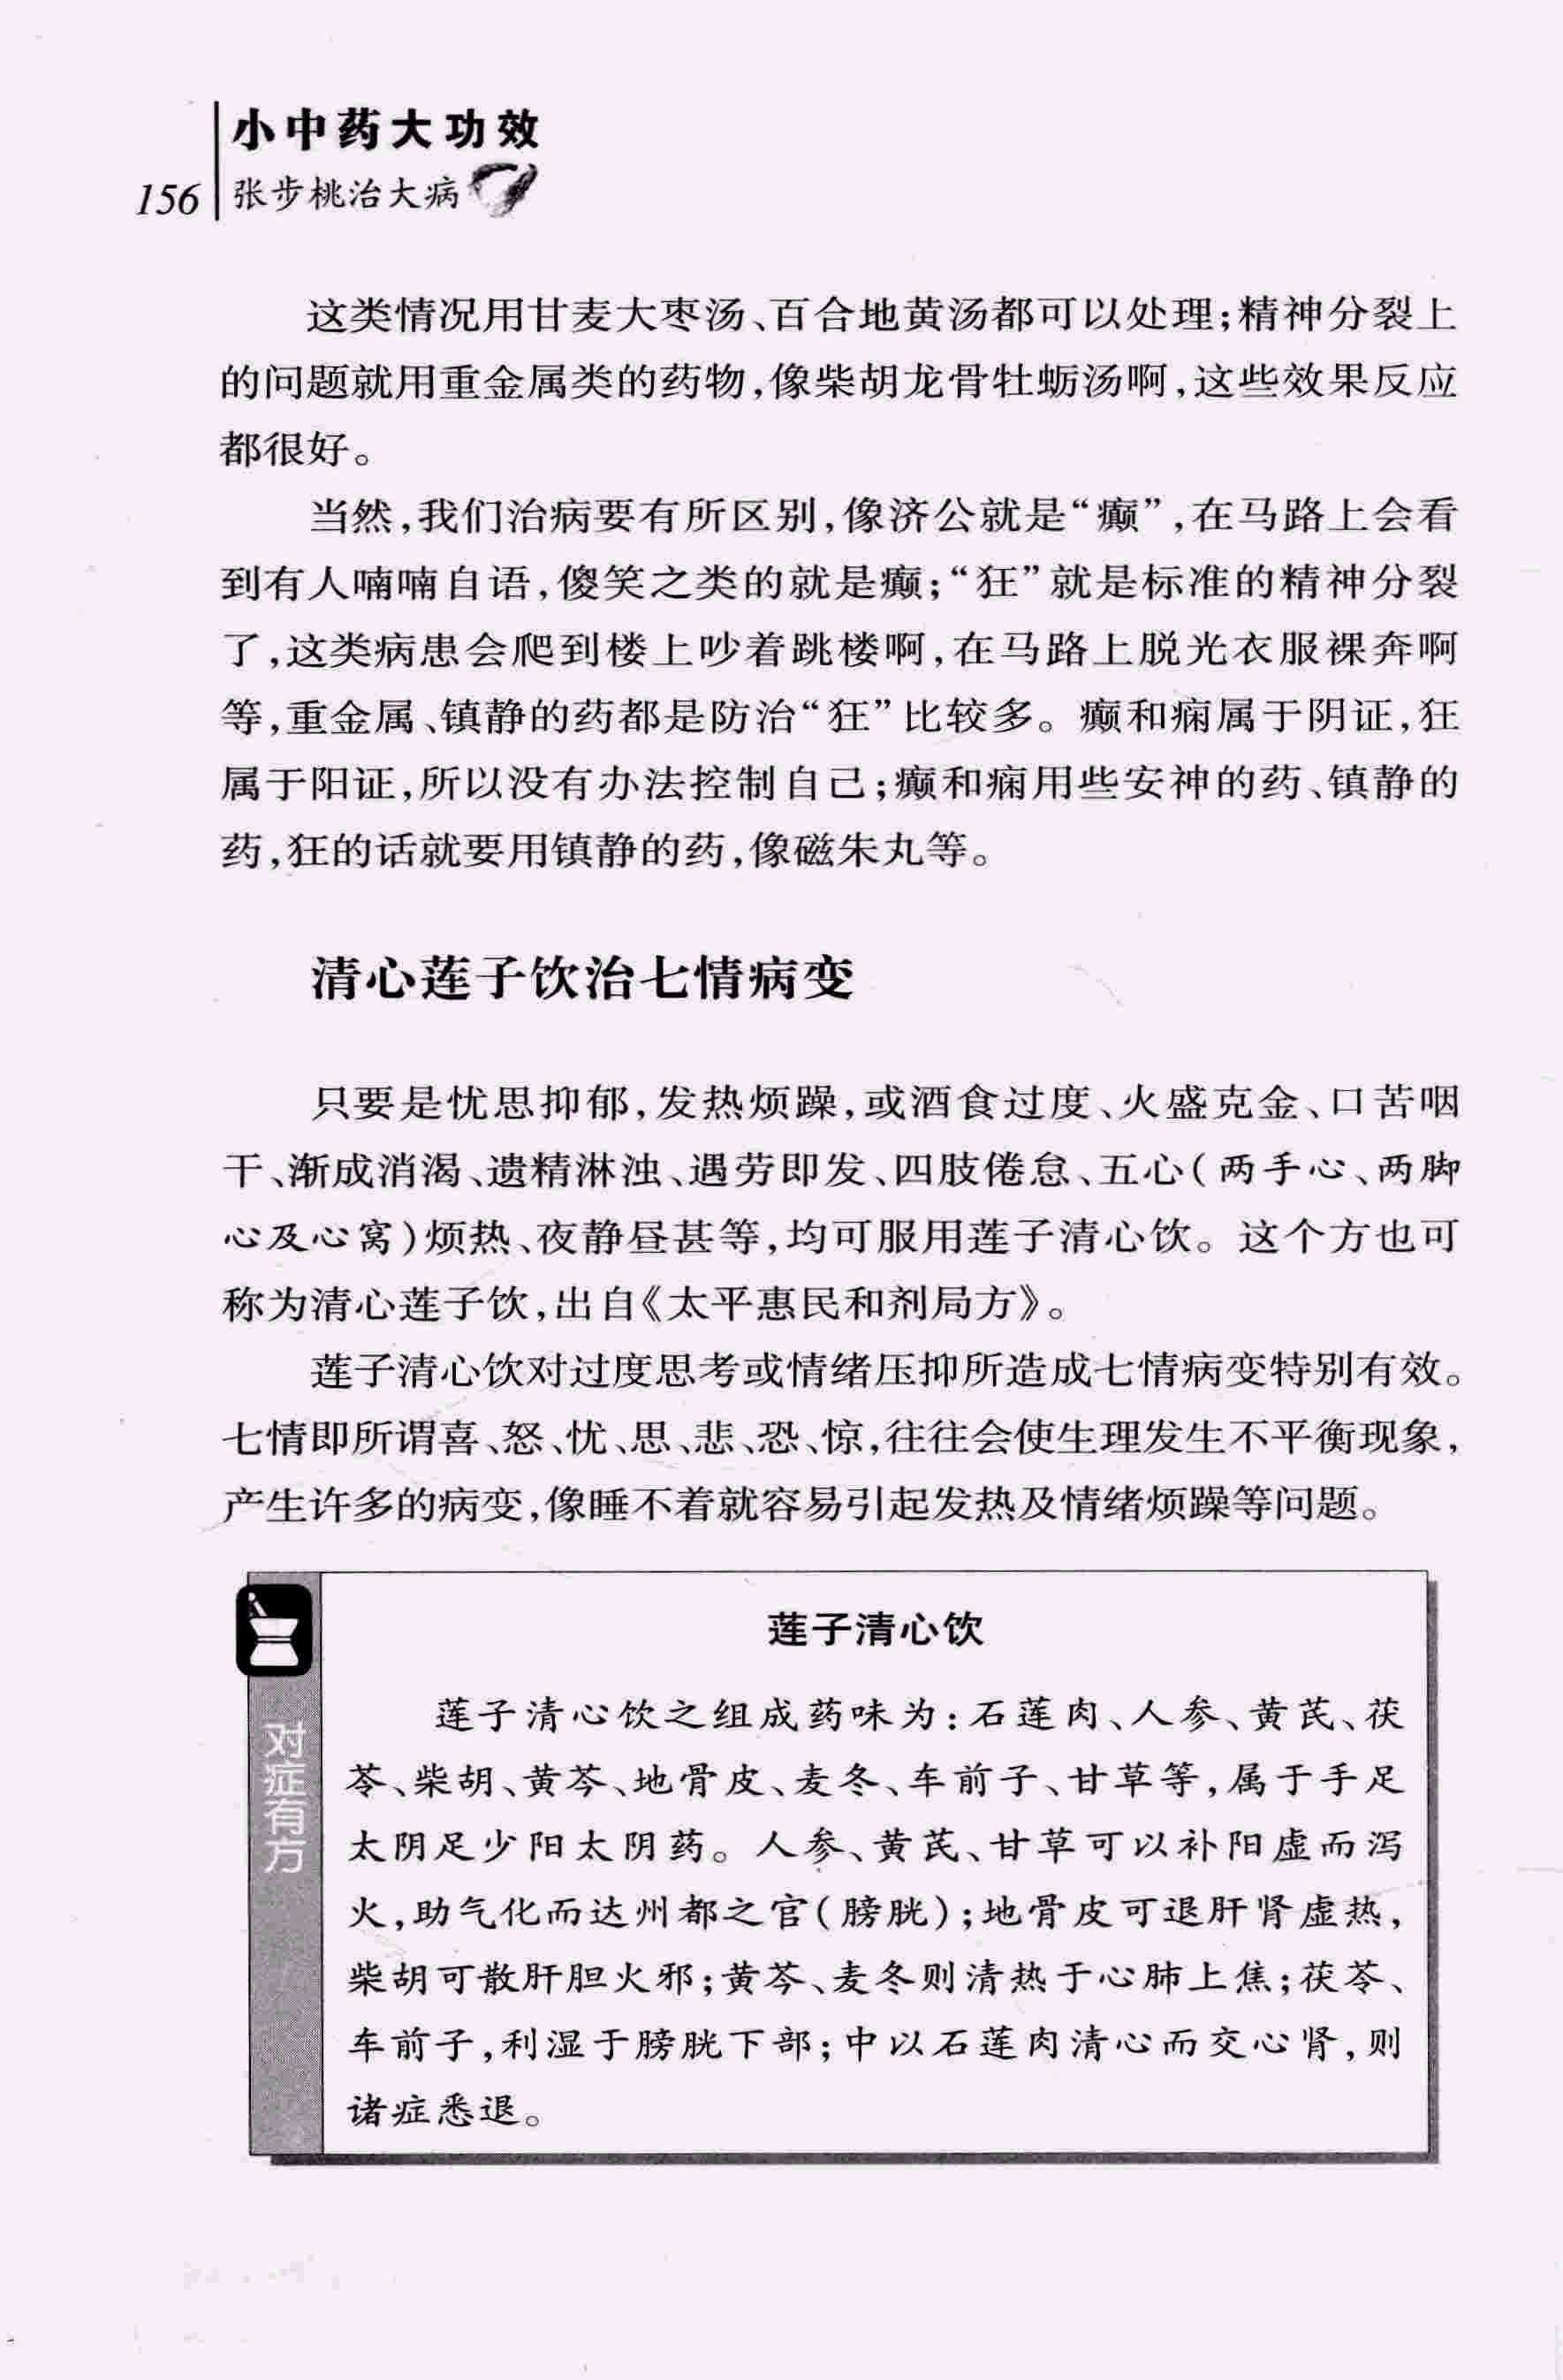 小中药大功效
156 张步桃治大病
这类情况用甘麦大枣汤、百合地黄汤都可以处理;精神分裂上
的问题就用重金属类的药物,像柴胡龙骨牡蛎汤啊,这些效果反应
都很好。
当然,我们治病要有所区别,像济公就是“癫”,在马路上会看
到有人喃喃自语,傻笑之类的就是癫;“狂”就是标准的精神分裂
了,这类病患会爬到楼上吵着跳楼啊,在马路上脱光衣服裸奔啊
等,重金属、镇静的药都是防治“狂”比较多。癫和痫属于阴证,狂
属于阳证,所以没有办法控制自己;癫和痫用些安神的药、镇静的
药,狂的话就要用镇静的药,像磁朱丸等。
清心莲子饮治七情病变
只要是忧思抑郁,发热烦躁,或酒食过度、火盛克金、口苦咽
干、渐成消渴、遗精淋浊、遇劳即发、四肢倦怠、五心(两手心、两脚
心及心窝)烦热、夜静昼甚等,均可服用莲子清心饮。这个方也可
称为清心莲子饮,出自《太平惠民和剂局方》。
莲子清心饮对过度思考或情绪压抑所造成七情病变特别有效。
七情即所谓喜、怒、忧、思、悲、恐、惊,往往会使生理发生不平衡现象,
产生许多的病变,像睡不着就容易引起发热及情绪烦躁等问题。
对症有方
莲子清心饮
莲子清心饮之组成药味为:石莲肉、人参、黄芪、茯
苓、柴胡、黄芩、地骨皮、麦冬、车前子、甘草等,属于手足
太阴足少阳太阴药。人参、黄芪、甘草可以补阳虚而泻
火,助气化而达州都之官(膀胱);地骨皮可退肝肾虚热,
柴胡可散肝胆火邪;黄芩、麦冬则清热于心肺上焦;茯苓、
车前子,利湿于膀胱下部;中以石莲肉清心而交心肾,则
诸症悉退。